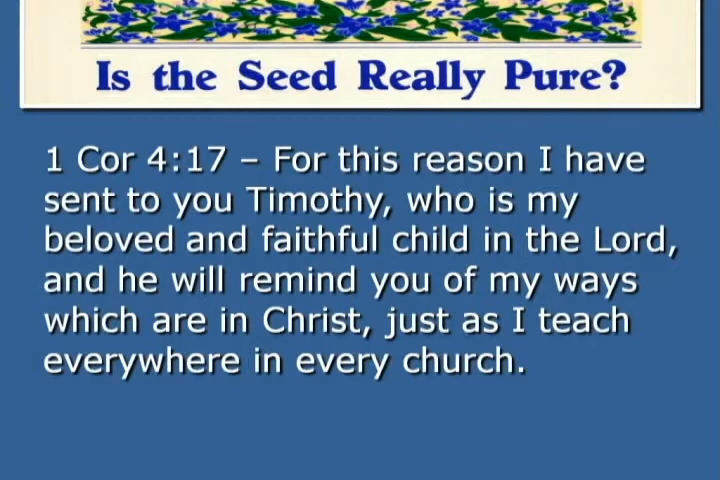 Is the Seed Really Pure?
1 Cor 4:17 – For this reason I have
sent to you Timothy, who is my
beloved and faithful child in the Lord,
and he will remind you of my ways
which are in Christ, just as I teach
everywhere in every church.